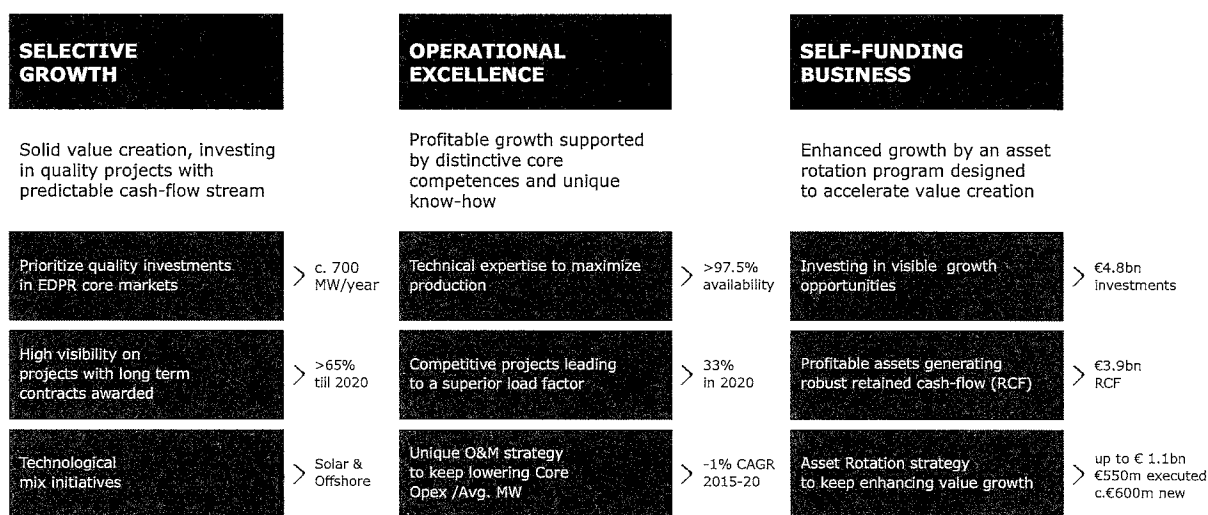 SELECTIVE
GROWTH
Solid value creation, investing
in quality projects with
predictable cash-flow stream
Prioritize quality investments
in EDPR core markets
c. 700
MW/year
High visibility on
projects with long term
contracts awarded
>65%
tiil 2020
Technological
mix initiatives
Solar &
Offshore
OPERATIONAL
EXCELLENCE
Profitable growth supported
by distinctive core
competences and unique
know-how
Technical expertise to maximize
production
>97.5%
availability
Competitive projects leading
to a superior load factor
33%
in 2020
Unique O&M strategy
to keep lowering Core
Opex /Avg. MW
-1% CAGR
2015-20
SELF-FUNDING
BUSINESS
Enhanced growth by an asset
rotation program designed
to accelerate value creation
Investing in visible growth
opportunities
€4.8bn
investments
Profitable assets generating
robust retained cash-flow (RCF)
€3.9bn
RCF
Asset Rotation strategy
to keep enhancing value growth
up to € 1.1bn
€550m executed
c.€600m new